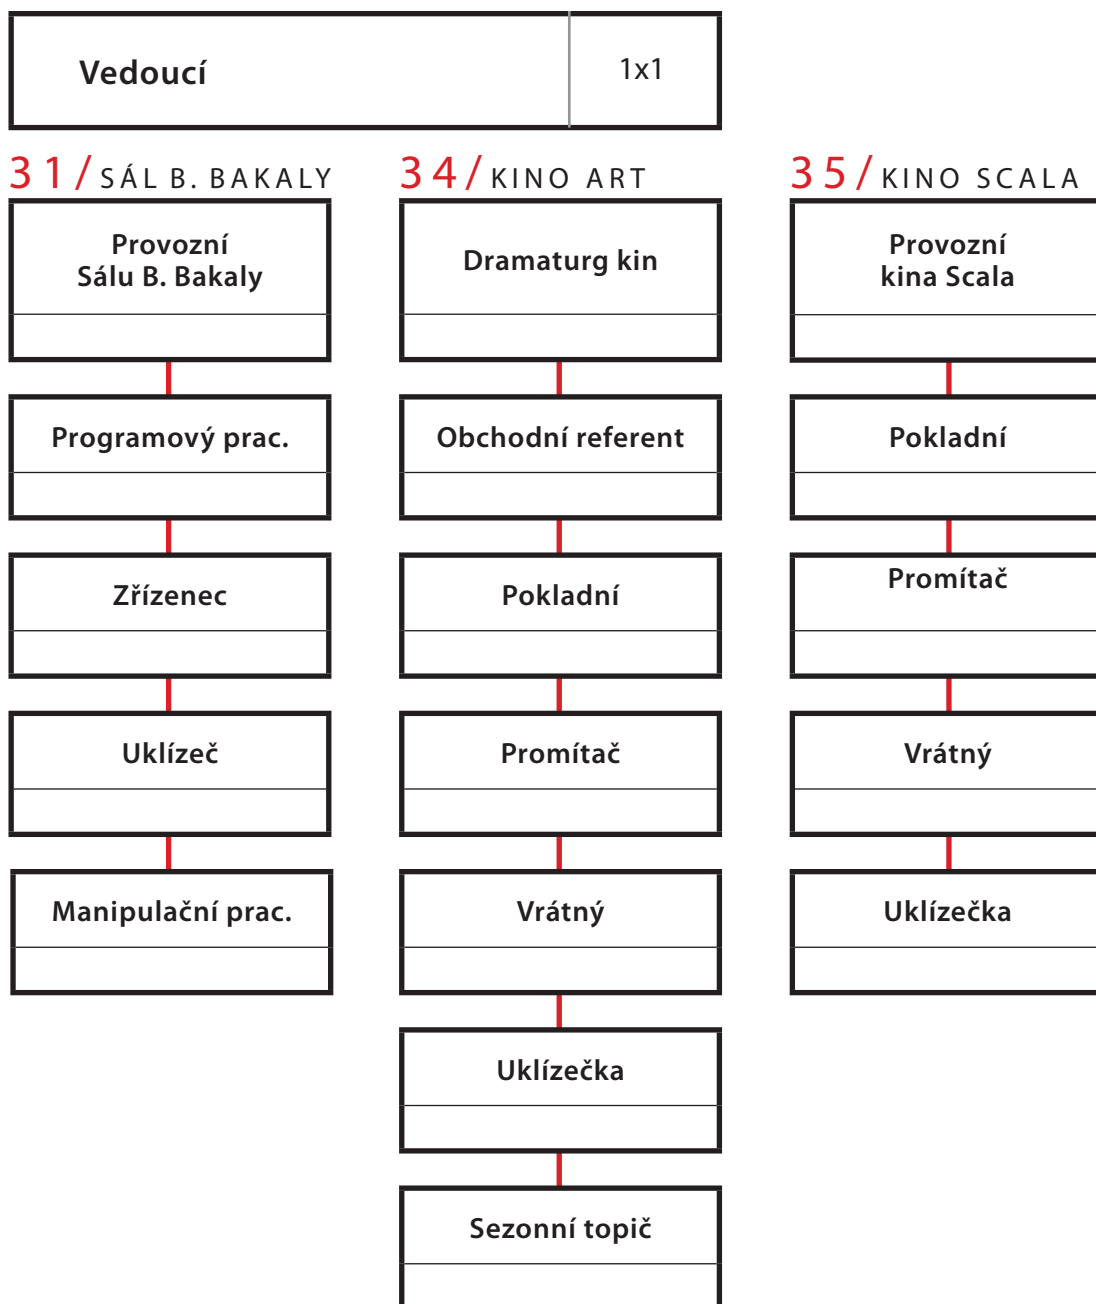 Vedoucí 1x1
31/ SÁL B. BAKALY
Provozní
Sálu B. Bakaly
Programový prac.
Zřízenec
Uklízeč
Manipulační prac.
34/ KINO ART
Dramaturg kin
Obchodní referent
Pokladní
Promítač
Vrátný
Uklízečka
Sezonní topič
35/ KINO SCALA
Provozní
kina Scala
Pokladní
Promítač
Vrátný
Uklízečka